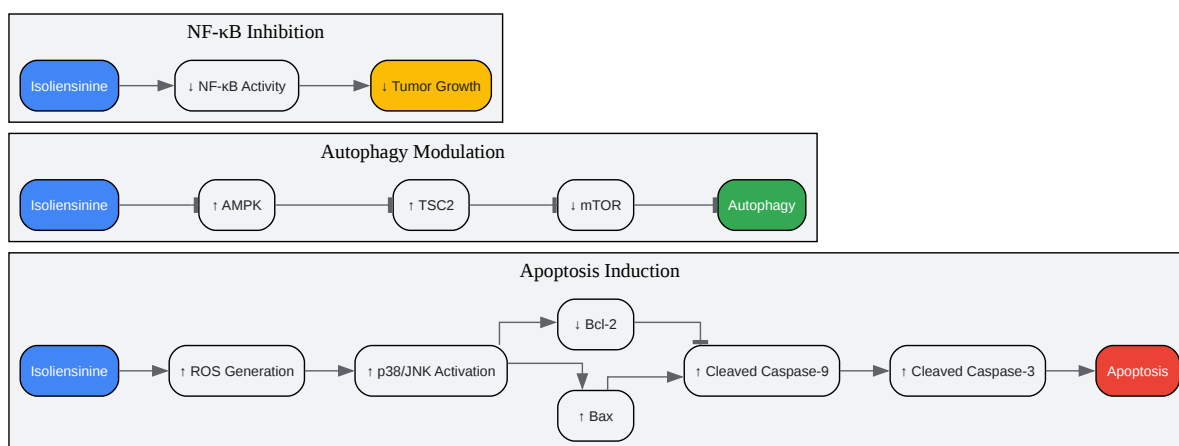 NF-κB Inhibition
Isoliensinine
↓ NF-κB Activity
↓ Tumor Growth
Autophagy Modulation
Isoliensinine
↑ AMPK
↑ TSC2
↓ mTOR
Autophagy
Apoptosis Induction
Isoliensinine
↑ ROS Generation
↑ p38/JNK Activation
↓ Bcl-2
↑ Bax
↑ Cleaved Caspase-9
↑ Cleaved Caspase-3
Apoptosis